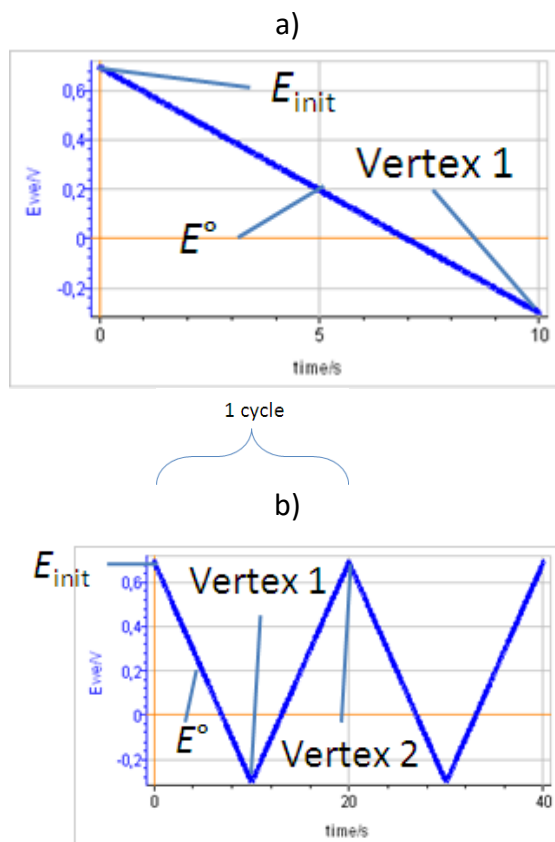 a)
E_init
Vertex 1
E°
0,6
0,4
0,2
0
-0,2
Ewe/V
0
5
10
time/s
1 cycle
b)
E_init
Vertex 1
E°
Vertex 2
0,6
0,4
0,2
0
-0,2
Ewe/V
0
20
40
time/s